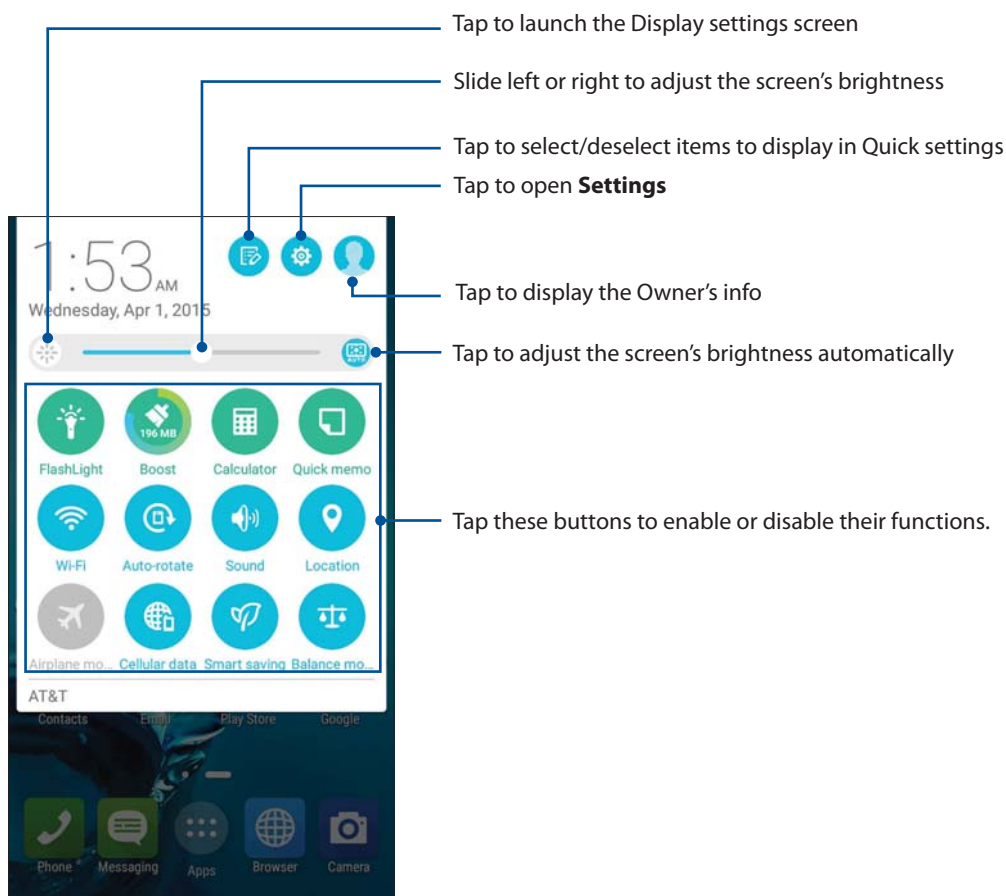 Tap to launch the Display settings screen
Slide left or right to adjust the screen's brightness
Tap to select/deselect items to display in Quick settings
Tap to open Settings
Tap to display the Owner's info
Tap to adjust the screen's brightness automatically
Tap these buttons to enable or disable their functions.
1:53 AM
Wednesday, Apr 1, 2015
AUTO
196 MB
FlashLight Boost Calculator Quick memo
Wi-Fi Auto-rotate Sound Location
Airplane mo... Cellular data Smart saving Balance mo...
AT&T
Contacts Email Play Store Google
Phone Messaging Apps Browser Camera